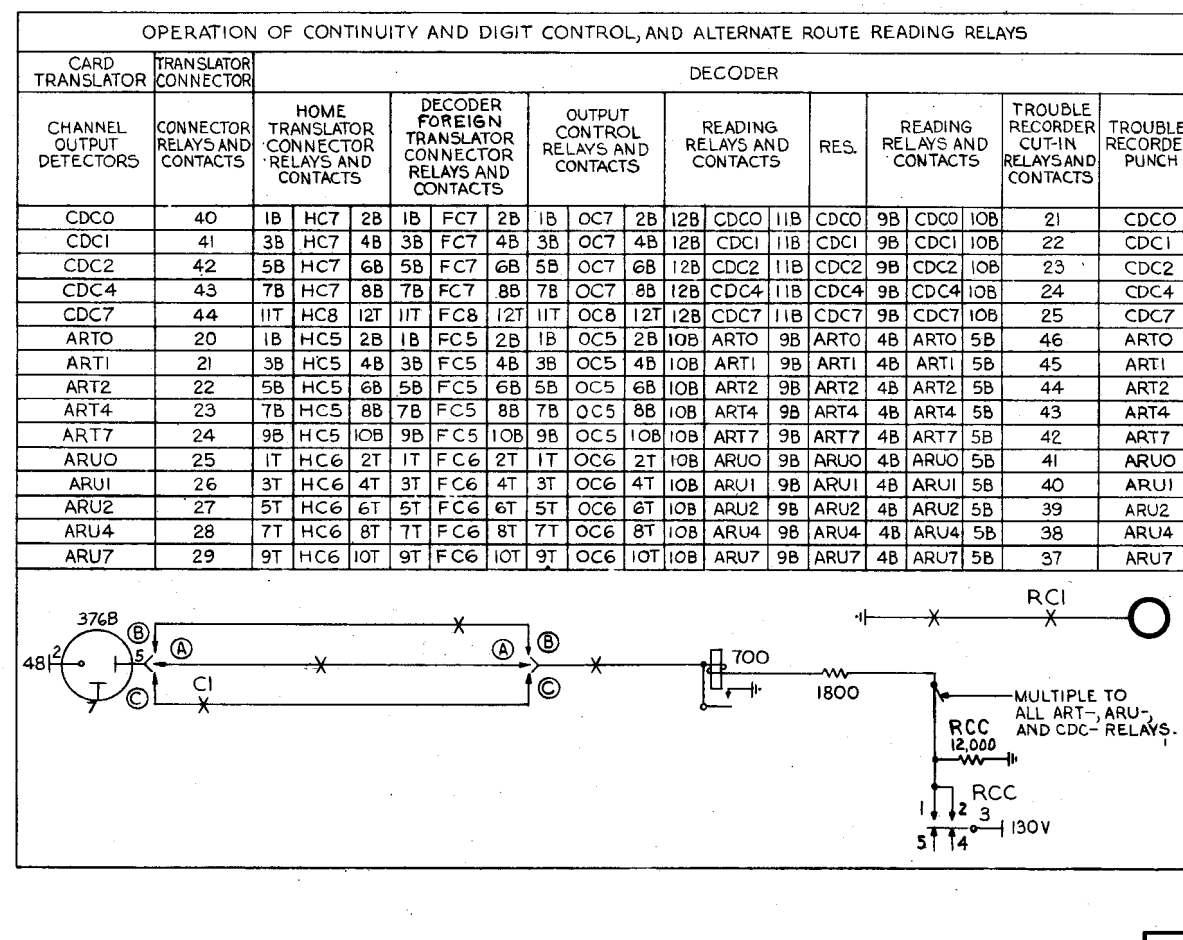 OPERATION OF CONTINUITY AND DIGIT CONTROL, AND ALTERNATE ROUTE READING RELAYS
CARD TRANSLATOR TRANSLATOR CONNECTOR DECODER
CHANNEL OUTPUT DETECTORS CONNECTOR RELAYS AND CONTACTS HOME TRANSLATOR CONNECTOR RELAYS AND CONTACTS DECODER FOREIGN TRANSLATOR CONNECTOR RELAYS AND CONTACTS OUTPUT CONTROL RELAYS AND CONTACTS READING RELAYS AND CONTACTS RES. READING RELAYS AND CONTACTS TROUBLE RECORDER CUT-IN RELAYS AND CONTACTS TROUBLE RECORDE PUNCH
CDC0 40 1B HC7 2B 1B FC7 2B 1B OC7 2B 12B CDC0 11B CDC0 9B CDC0 10B 21 CDC0
CDC1 41 3B HC7 4B 3B FC7 4B 3B OC7 4B 12B CDC1 11B CDC1 9B CDC1 10B 22 CDC1
CDC2 42 5B HC7 6B 5B FC7 6B 5B OC7 6B 12B CDC2 11B CDC2 9B CDC2 10B 23 CDC2
CDC4 43 7B HC7 8B 7B FC7 8B 7B OC7 8B 12B CDC4 11B CDC4 9B CDC4 10B 24 CDC4
CDC7 44 11T HC8 12T 11T FC8 12T 11T OC8 12T 12B CDC7 11B CDC7 9B CDC7 10B 25 CDC7
ART0 20 1B HC5 2B 1B FC5 2B 1B OC5 2B 10B ART0 9B ART0 4B ART0 5B 46 ART0
ART1 21 3B HC5 4B 3B FC5 4B 3B OC5 4B 10B ART1 9B ART1 4B ART1 5B 45 ART1
ART2 22 5B HC5 6B 5B FC5 6B 5B OC5 6B 10B ART2 9B ART2 4B ART2 5B 44 ART2
ART4 23 7B HC5 8B 7B FC5 8B 7B OC5 8B 10B ART4 9B ART4 4B ART4 5B 43 ART4
ART7 24 9B HC5 10B 9B FC5 10B 9B OC5 10B 10B ART7 9B ART7 4B ART7 5B 42 ART7
ARU0 25 1T HC6 2T 1T FC6 2T 1T OC6 2T 10B ARU0 9B ARU0 4B ARU0 5B 41 ARU0
ARU1 26 3T HC6 4T 3T FC6 4T 3T OC6 4T 10B ARU1 9B ARU1 4B ARU1 5B 40 ARU1
ARU2 27 5T HC6 6T 5T FC6 6T 5T OC6 6T 10B ARU2 9B ARU2 4B ARU2 5B 39 ARU2
ARU4 28 7T HC6 8T 7T FC6 8T 7T OC6 8T 10B ARU4 9B ARU4 4B ARU4 5B 38 ARU4
ARU7 29 9T HC6 10T 9T FC6 10T 9T OC6 10T 10B ARU7 9B ARU7 4B ARU7 5B 37 ARU7
RC1
376B
B B
48 2 5 A A
C1 C C
7
700
1800
MULTIPLE TO
ALL ART-, ARU-,
AND CDC- RELAYS.
RCC
12,000
1 2 RCC
3
130V
5 4